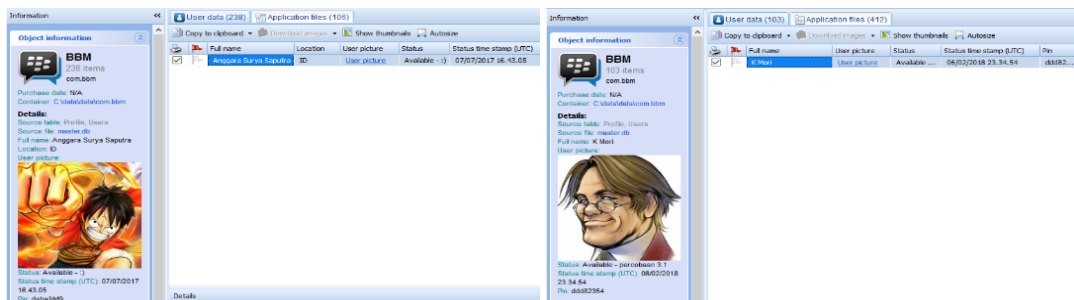 Information
Object information
BBM
238 items
com.bbm
Purchase date: N/A
Container: C:\data\data\com.bbm
Details:
Source table: Profile, Users
Source file: master.db
Full name: Anggara Surya Saputra
Location: ID
User picture:
Status: Available - :)
Status time stamp (UTC): 07/07/2017
16.43.05
Pin:
User data (238) Application files (106)
Copy to clipboard Download images Show thumbnails Autosize
Full name Location User picture Status Status time stamp (UTC)
Anggara Surya Saputra ID User picture Available - :) 07/07/2017 16.43.05
Details
Information
Object information
BBM
103 items
com.bbm
Purchase date: N/A
Container: C:\data\data\com.bbm
Details:
Source table: Profile, Users
Source file: master.db
Full name: K Mori
User picture:
Status: Available - percobaan 3.1
Status time stamp (UTC): 06/02/2018
23.34.54
Pin: ddd82354
User data (103) Application files (412)
Copy to clipboard Download images Show thumbnails Autosize
Full name User picture Status Status time stamp (UTC) Pin
K Mori User picture Available ... 06/02/2018 23.34.54 ddd82...